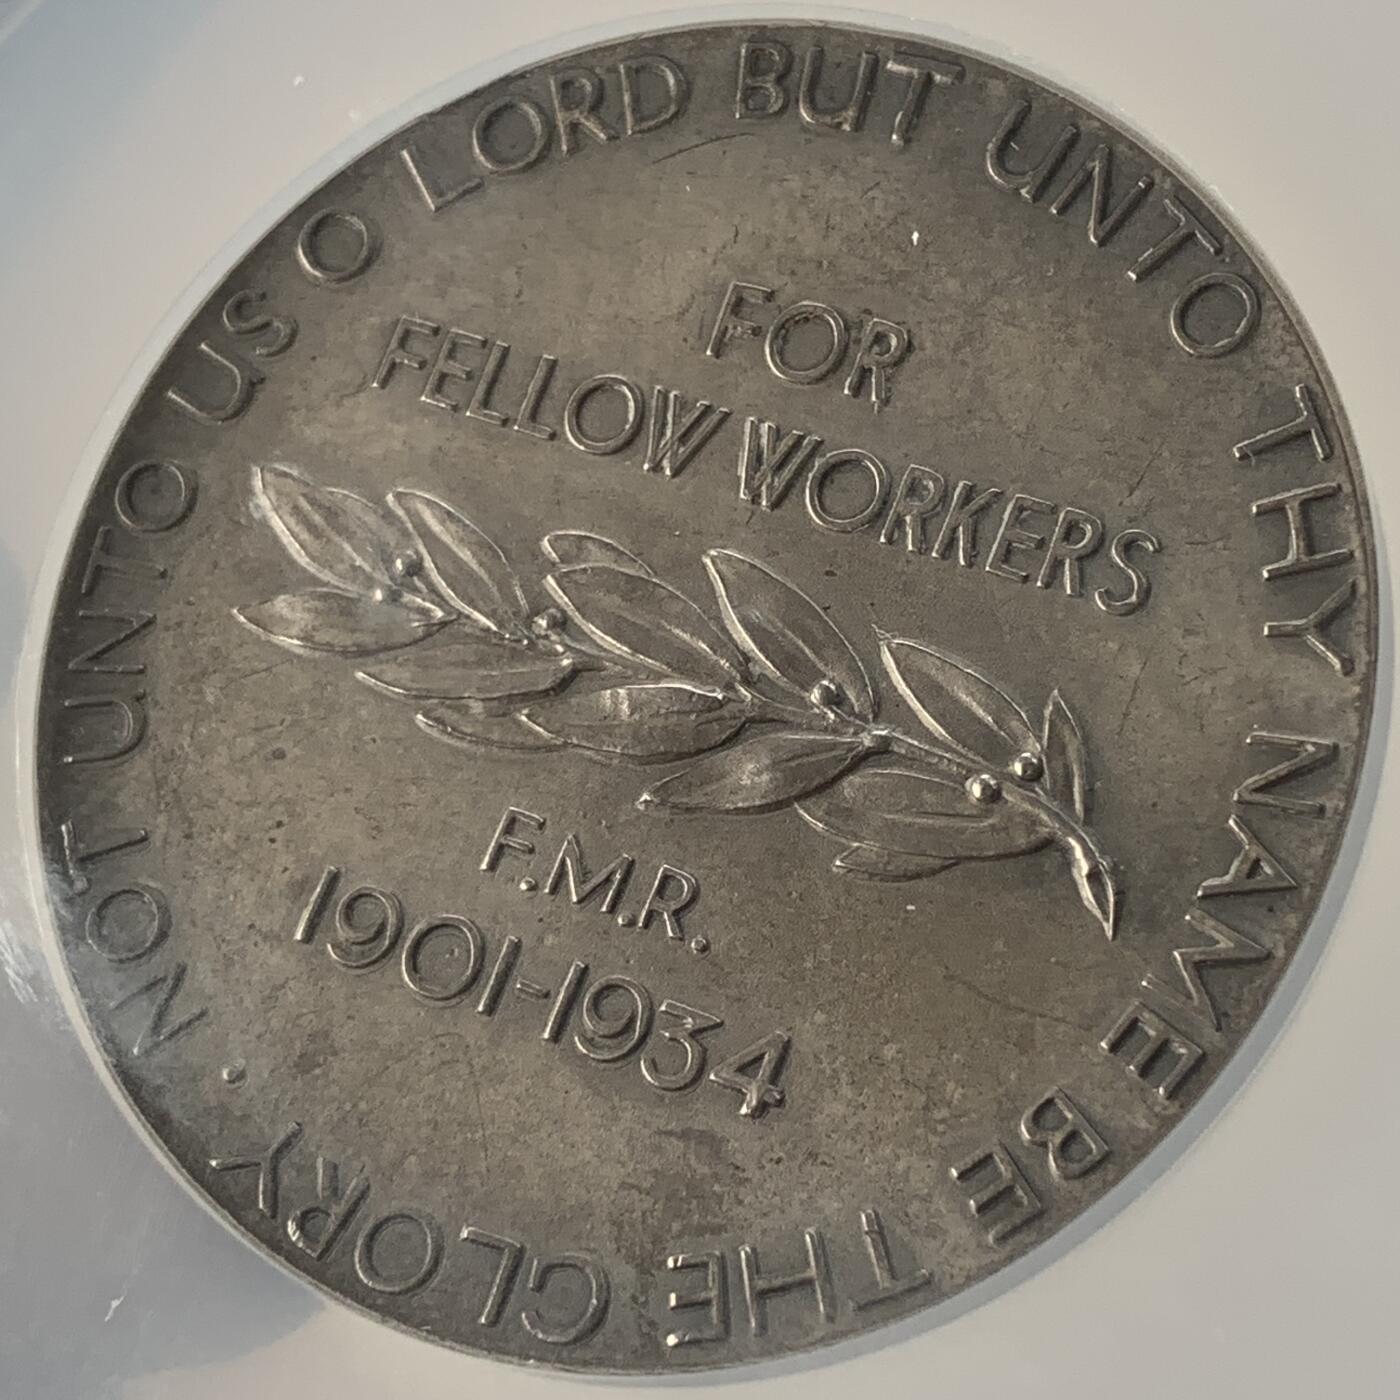 NOT UNTO US O LORD BUT UNTO THY NAME BE THE GLORY ·
FOR
FELLOW WORKERS
F.M.R.
1901-1934